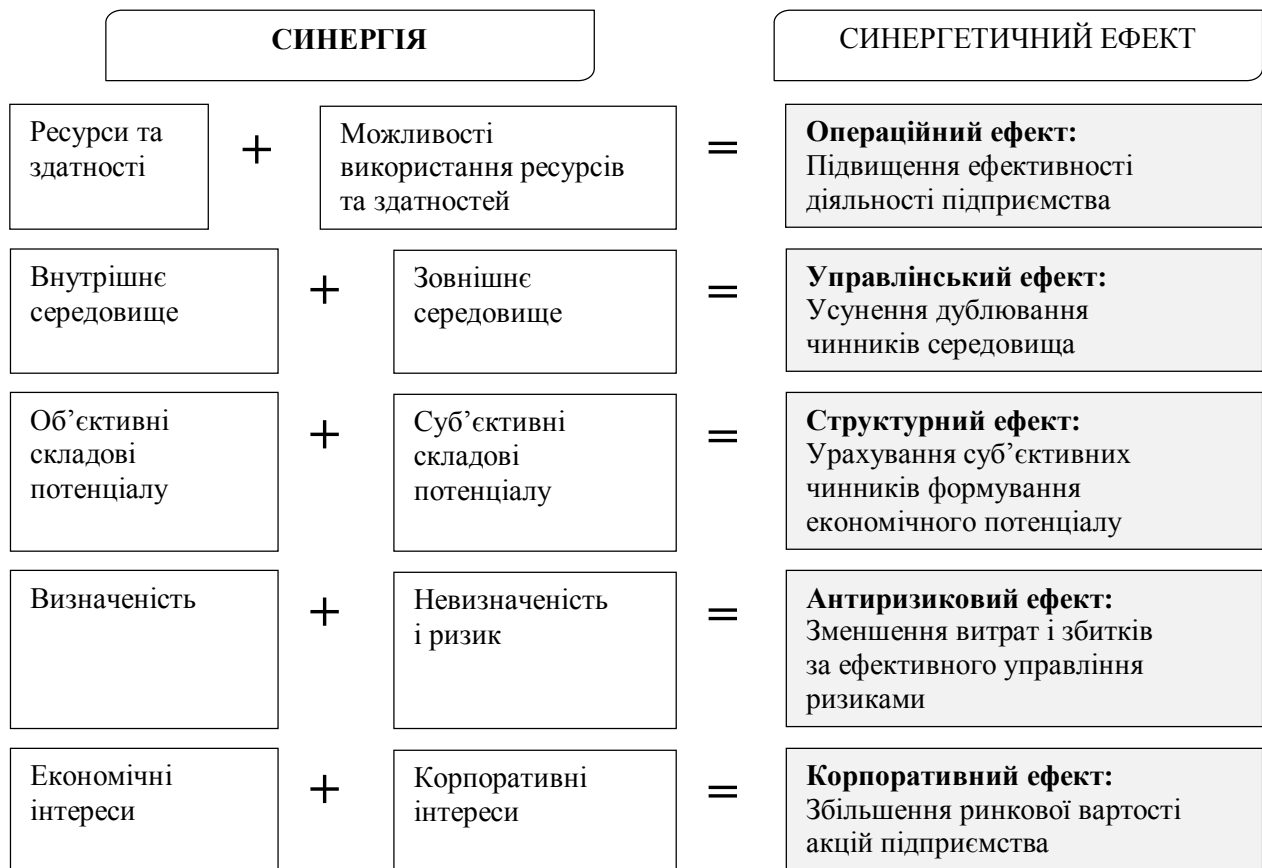 СИНЕРГІЯ
СИНЕРГЕТИЧНИЙ ЕФЕКТ
Ресурси та
здатності
+
Можливості
використання ресурсів
та здатностей
=
Операційний ефект:
Підвищення ефективності
діяльності підприємства
Внутрішнє
середовище
+
Зовнішнє
середовище
=
Управлінський ефект:
Усунення дублювання
чинників середовища
Об’єктивні
складові
потенціалу
+
Суб’єктивні
складові
потенціалу
=
Структурний ефект:
Урахування суб’єктивних
чинників формування
економічного потенціалу
Визначеність
+
Невизначеність
і ризик
=
Антиризиковий ефект:
Зменшення витрат і збитків
за ефективного управління
ризиками
Економічні
інтереси
+
Корпоративні
інтереси
=
Корпоративний ефект:
Збільшення ринкової вартості
акцій підприємства